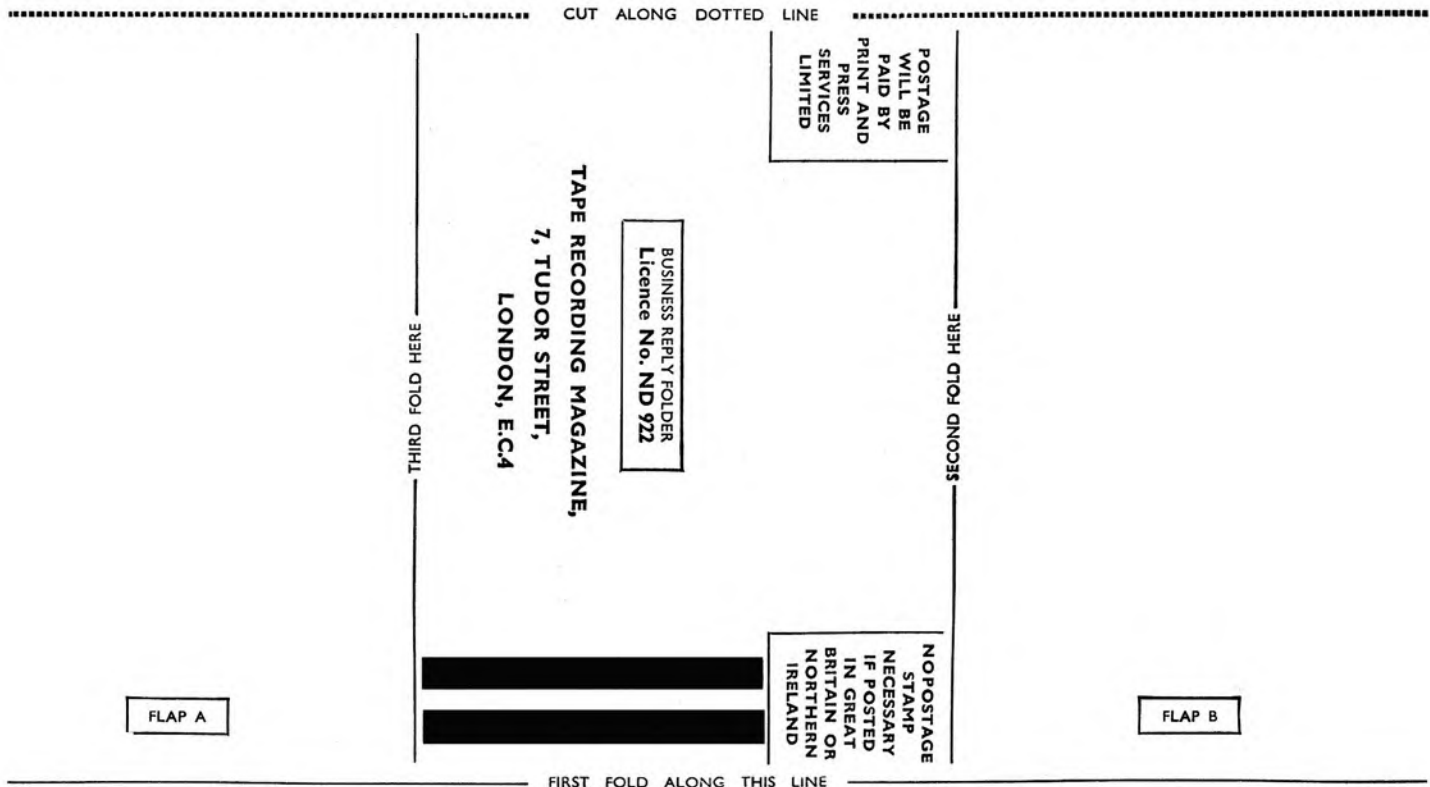 CUT ALONG DOTTED LINE
POSTAGE
WILL BE
PAID BY
PRINT AND
PRESS
SERVICES
LIMITED
NO POSTAGE
STAMP
NECESSARY
IF POSTED
IN GREAT
BRITAIN OR
NORTHERN
IRELAND
BUSINESS REPLY FOLDER
Licence No. ND 922
TAPE RECORDING MAGAZINE,
7, TUDOR STREET,
LONDON, E.C.4
THIRD FOLD HERE
SECOND FOLD HERE
FLAP A
FLAP B
FIRST FOLD ALONG THIS LINE